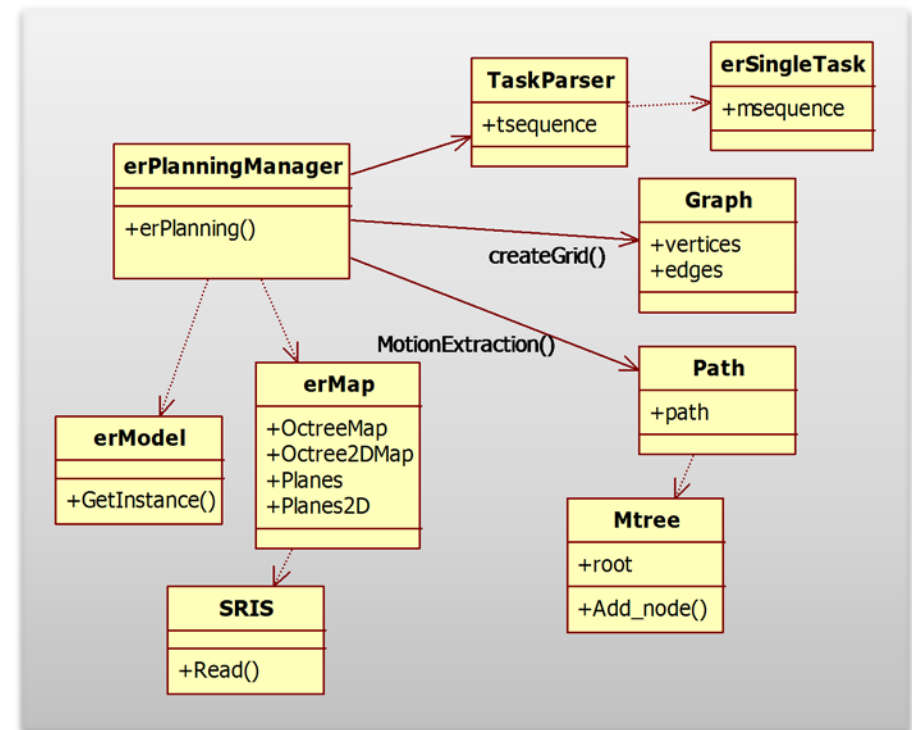 TaskParser
+tsequence
erSingleTask
+msequence
erPlanningManager
+erPlanning()
Graph
+vertices
+edges
createGrid()
MotionExtraction()
Path
+path
erMap
+OctreeMap
+Octree2DMap
+Planes
+Planes2D
erModel
+GetInstance()
Mtree
+root
+Add_node()
SRIS
+Read()